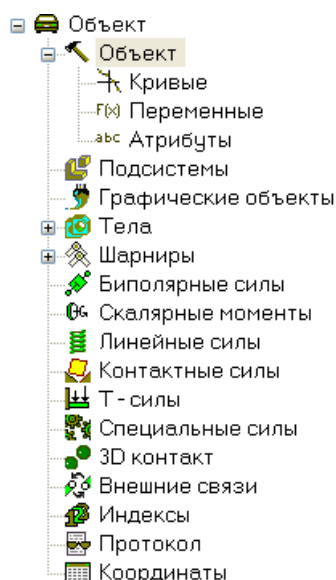 Объект
Объект
Кривые
F(x) Переменные
abc Атрибуты
Подсистемы
Графические объекты
Тела
Шарниры
Биполярные силы
Скалярные моменты
Линейные силы
Контактные силы
Т - силы
Специальные силы
3D контакт
Внешние связи
Индексы
Протокол
Координаты